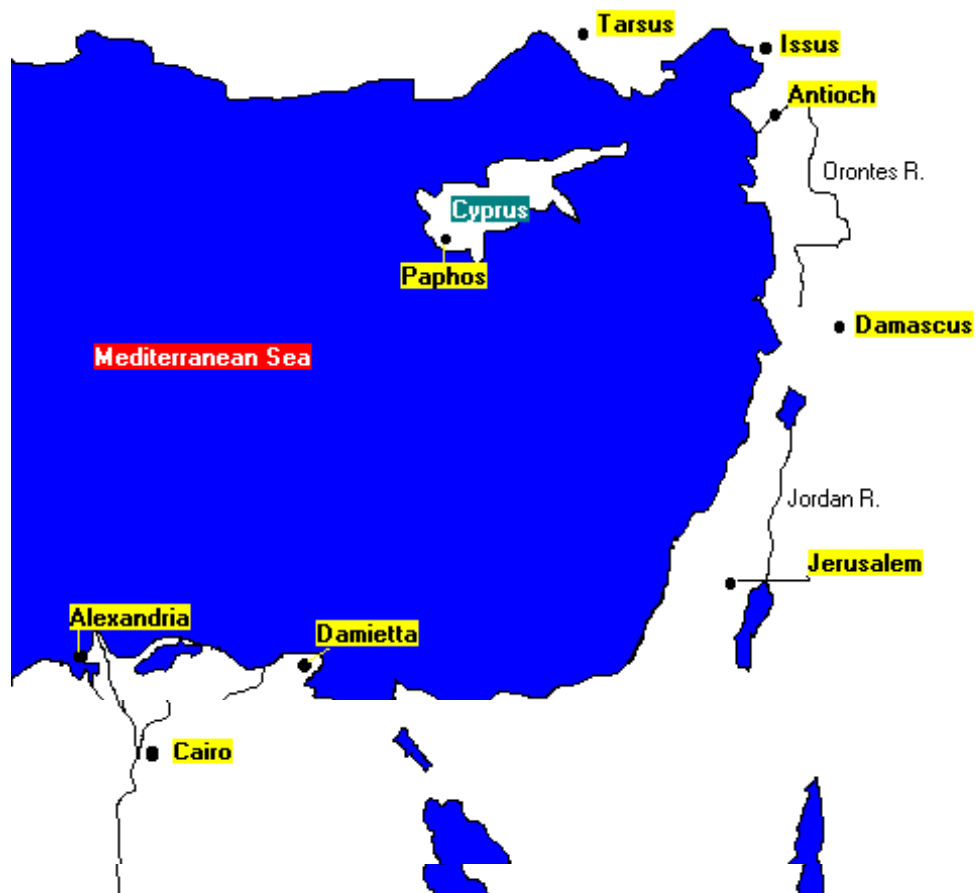 Tarsus
Issus
Antioch
Orontes R.
Cyprus
Paphos
Damascus
Mediterranean Sea
Jordan R.
Jerusalem
Alexandria
Damietta
Cairo